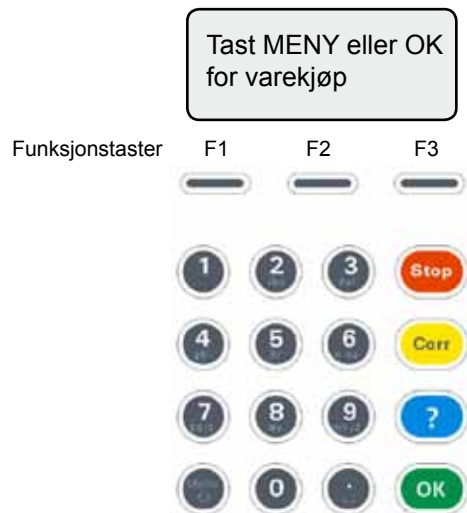 Tast MENY eller OK
for varekjøp
Funksjonstaster F1 F2 F3
1 2 3 Stop
4 5 6 Corr
7 8 9 ?
0 . OK